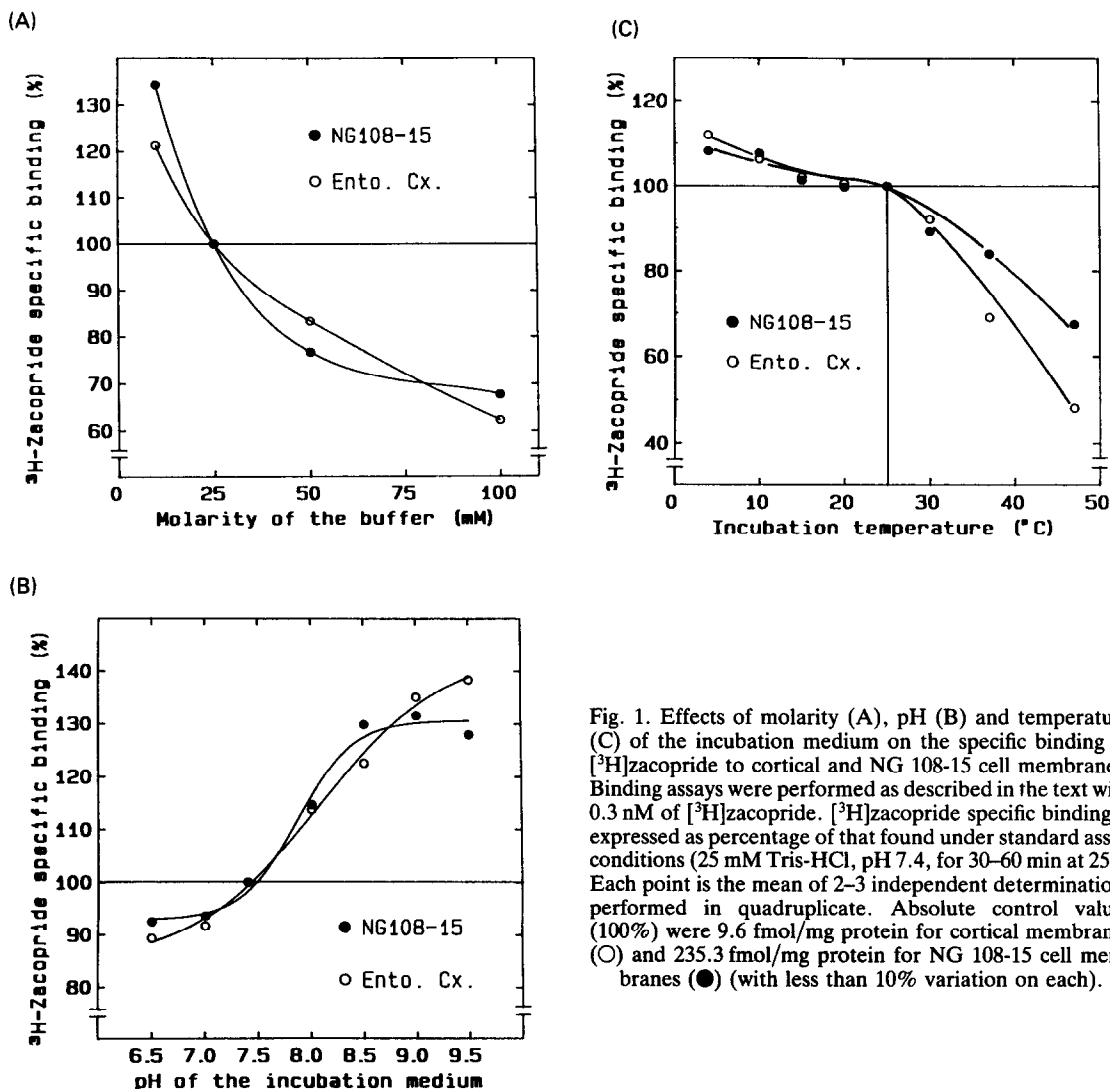 (A)
³H-Zacopride specific binding (%)
130
120
110
100
90
80
70
60
0 25 50 75 100
Molarity of the buffer (mM)
● NG108-15
○ Ento. Cx.
(C)
³H-Zacopride specific binding (%)
120
100
80
60
40
0 10 20 30 40 50
Incubation temperature (°C)
● NG108-15
○ Ento. Cx.
(B)
³H-Zacopride specific binding (%)
140
130
120
110
100
90
80
6.5 7.0 7.5 8.0 8.5 9.0 9.5
pH of the incubation medium
● NG108-15
○ Ento. Cx.
Fig. 1. Effects of molarity (A), pH (B) and temperatu
(C) of the incubation medium on the specific binding
[³H]zacopride to cortical and NG 108-15 cell membrane
Binding assays were performed as described in the text wi
0.3 nM of [³H]zacopride. [³H]zacopride specific binding
expressed as percentage of that found under standard ass
conditions (25 mM Tris-HCl, pH 7.4, for 30–60 min at 25
Each point is the mean of 2–3 independent determinatio
performed in quadruplicate. Absolute control valu
(100%) were 9.6 fmol/mg protein for cortical membran
(○) and 235.3 fmol/mg protein for NG 108-15 cell mem
branes (●) (with less than 10% variation on each).